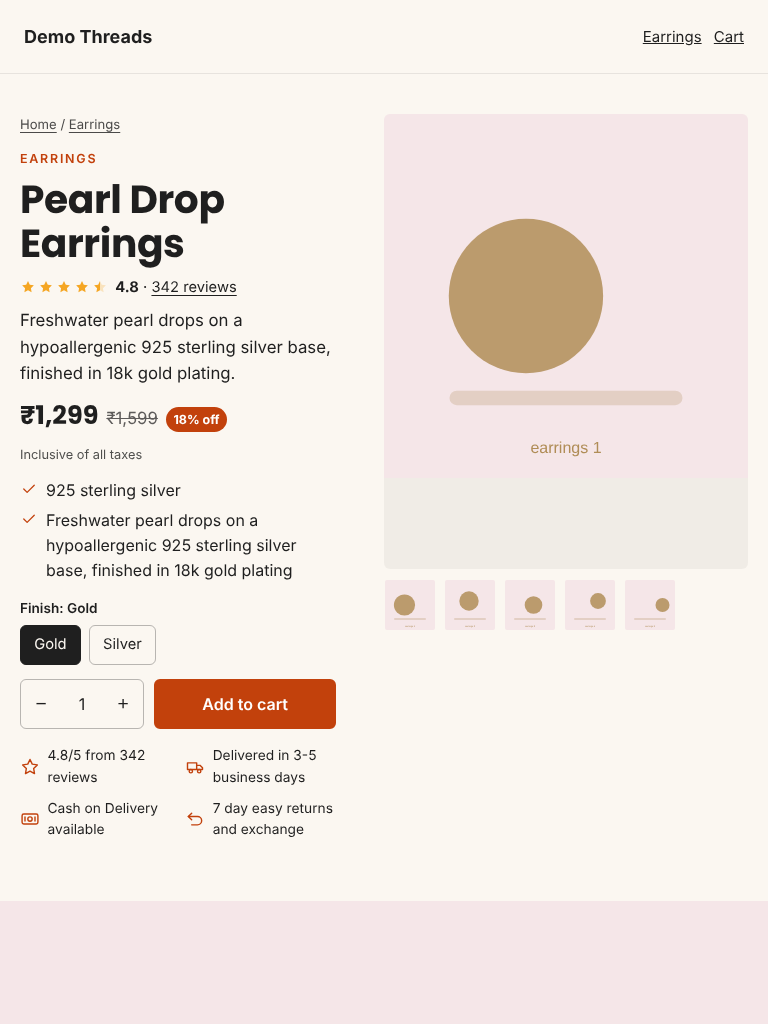 Demo Threads
Earrings Cart
Home / Earrings
EARRINGS
Pearl Drop
Earrings
4.8 · 342 reviews
Freshwater pearl drops on a
hypoallergenic 925 sterling silver base,
finished in 18k gold plating.
₹1,299 ₹1,599 18% off
Inclusive of all taxes
925 sterling silver
Freshwater pearl drops on a
hypoallergenic 925 sterling silver
base, finished in 18k gold plating
Finish: Gold
Gold Silver
− 1 + Add to cart
4.8/5 from 342
reviews
Delivered in 3-5
business days
Cash on Delivery
available
7 day easy returns
and exchange
earrings 1